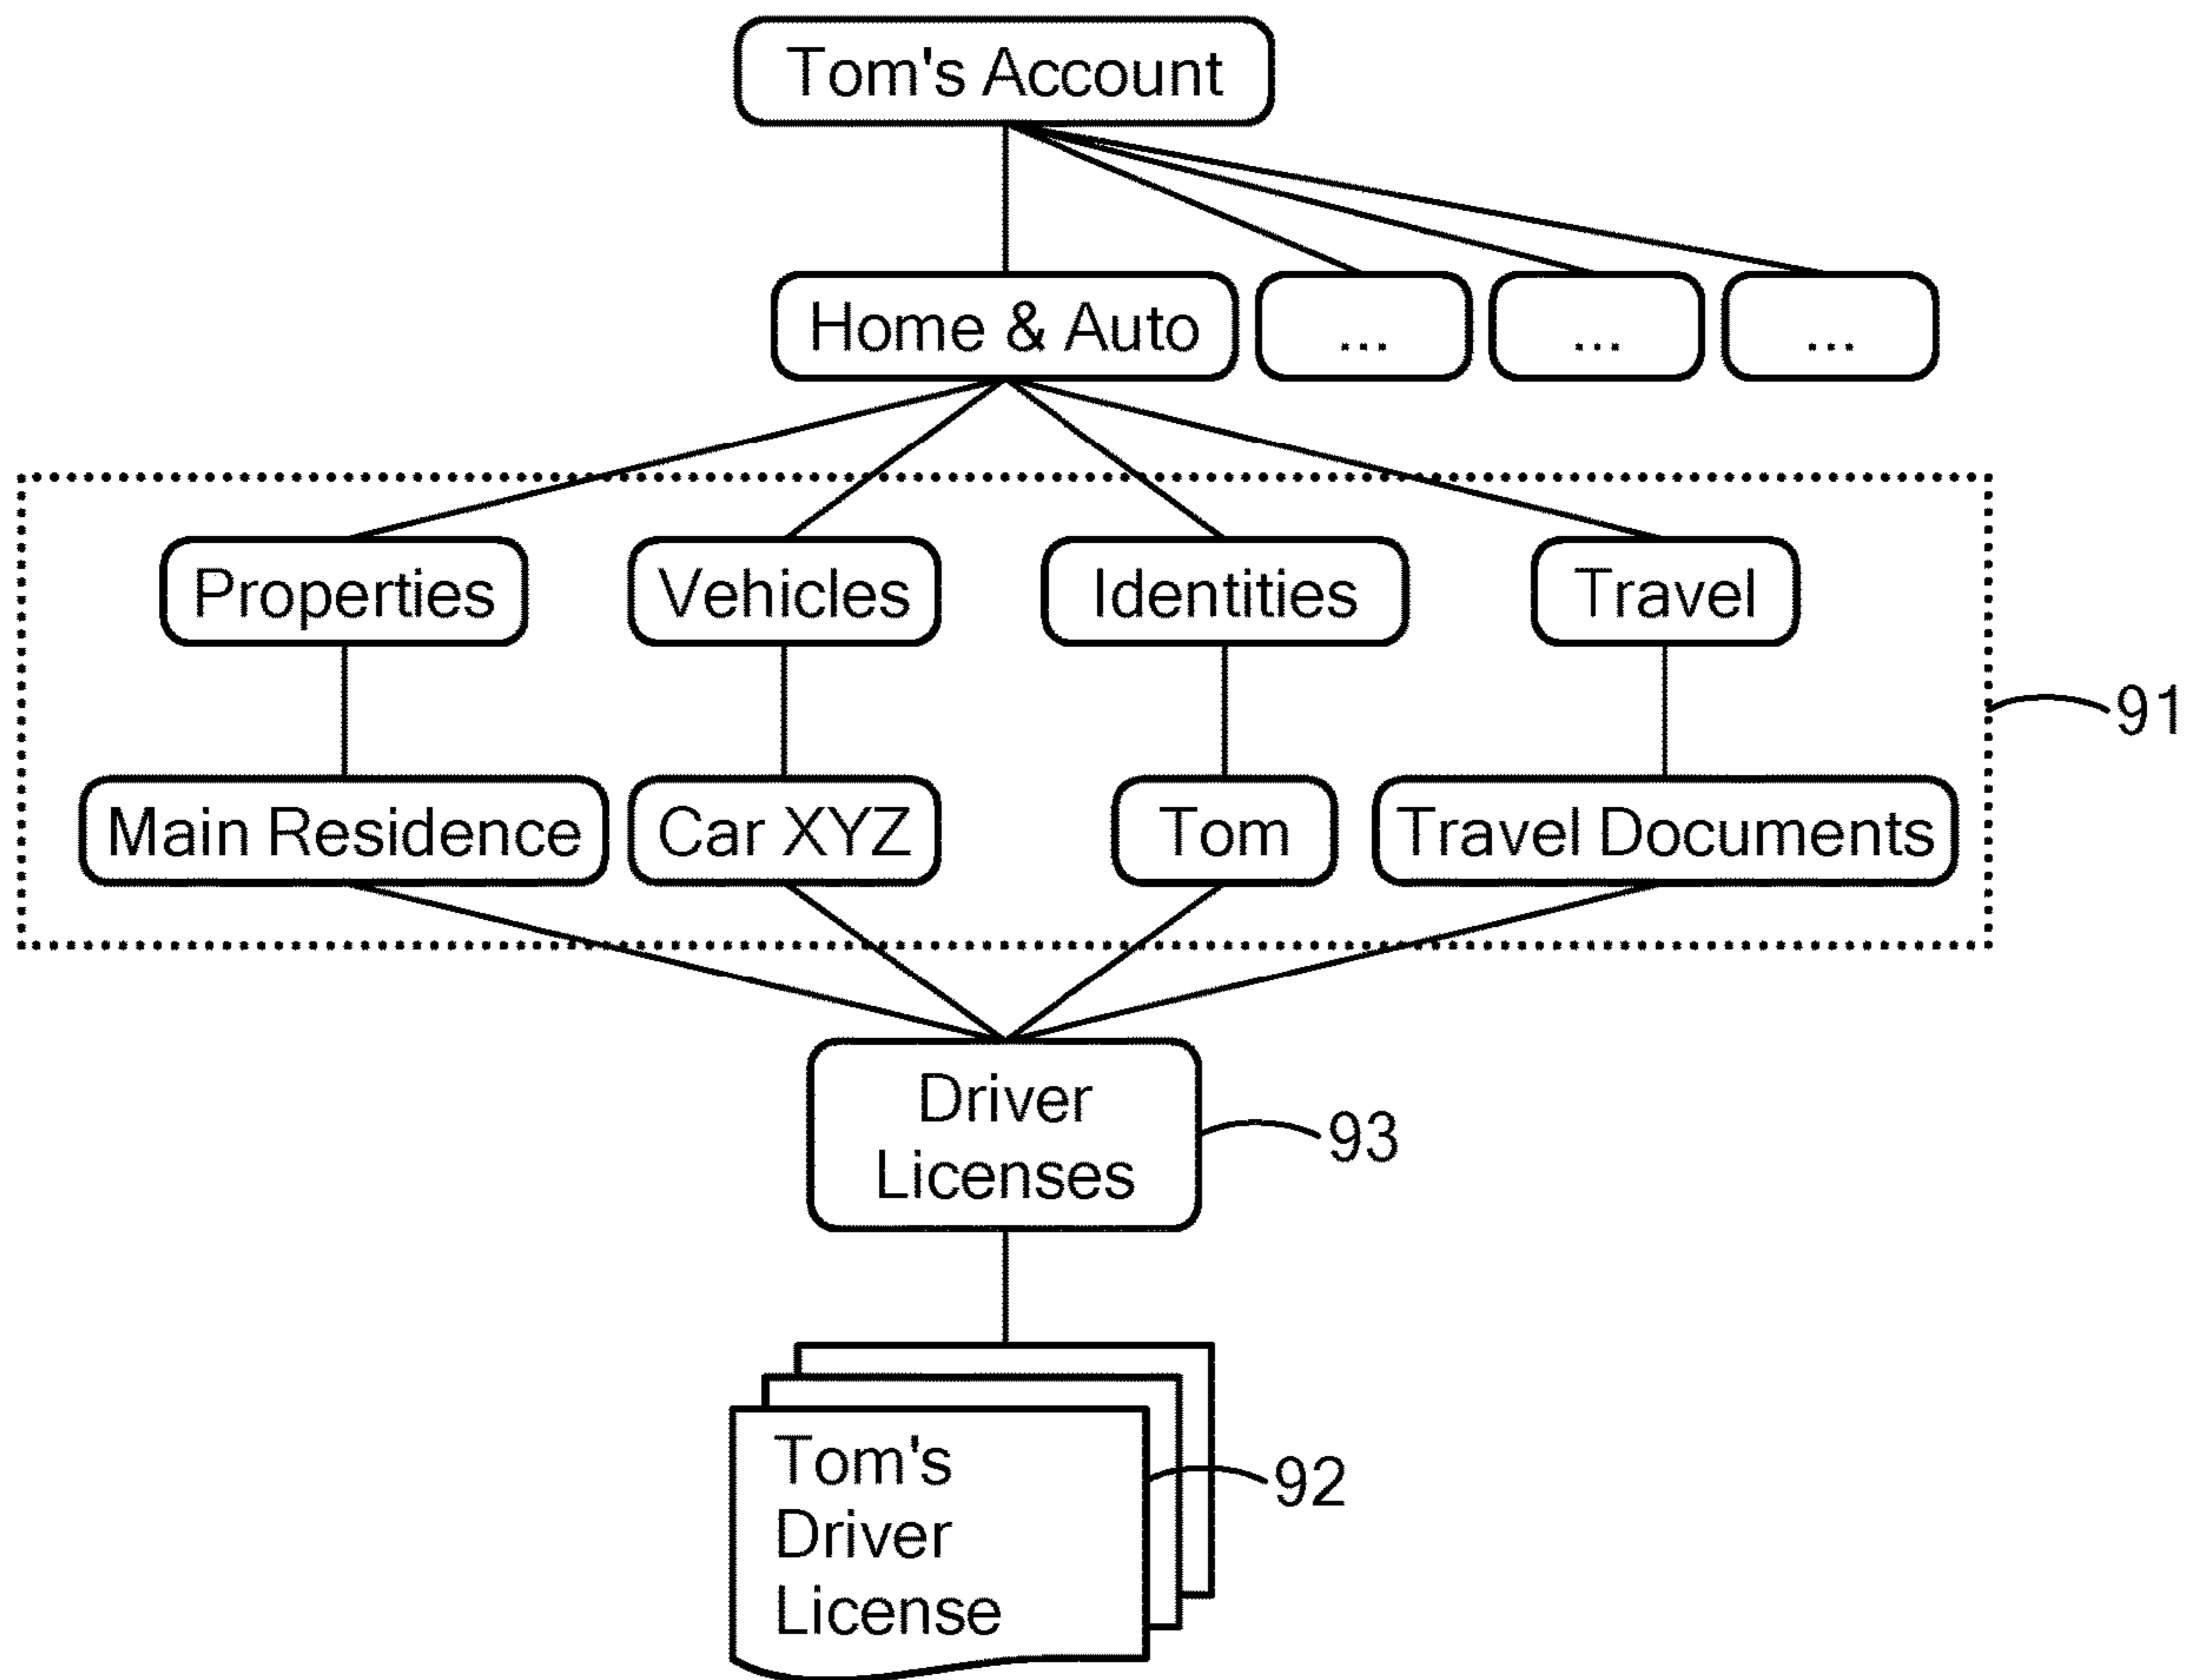 Tom's Account
Home & Auto
...
...
...
Properties
Vehicles
Identities
Travel
91
Main Residence
Car XYZ
Tom
Travel Documents
Driver
Licenses
93
Tom's
Driver
License
92